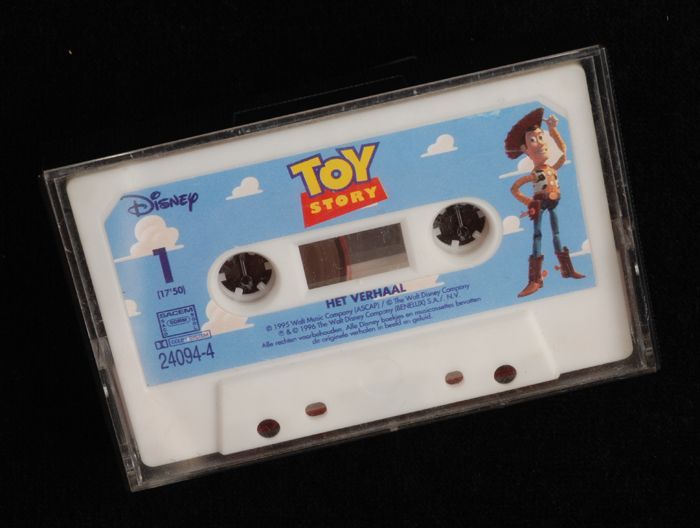 Disney
TOY
STORY
1
(17'50)
SACEM
24094-4
HET VERHAAL
© 1995 Walt Music Company (ASCAP) / © The Walt Disney Company
℗ & © 1996 The Walt Disney Company (BENELUX) S.A./ N.V.
Alle rechten voorbehouden. Alle Disney boekjes en musicassettes bevatten
de originele verhalen in beeld en geluid.